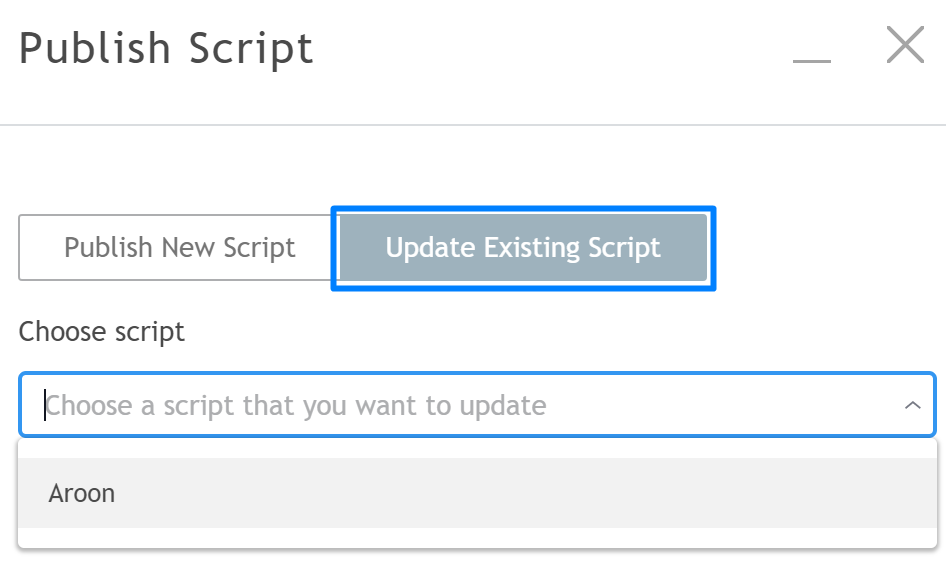 Publish Script
Publish New Script
Update Existing Script
Choose script
Choose a script that you want to update
Aroon